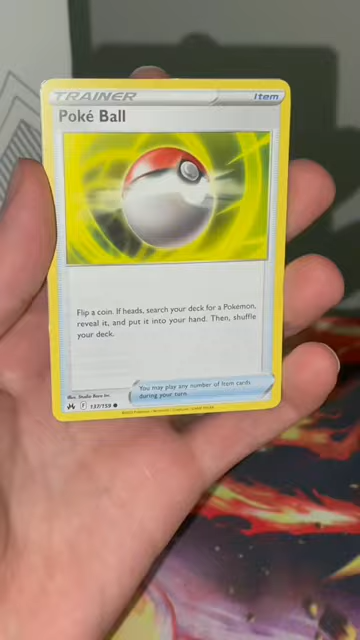 TRAINER Item
Poké Ball
Flip a coin. If heads, search your deck for a Pokémon,
reveal it, and put it into your hand. Then, shuffle
your deck.
You may play any number of Item cards
during your turn.
Illus. Studio Bora Inc.
F 137/159